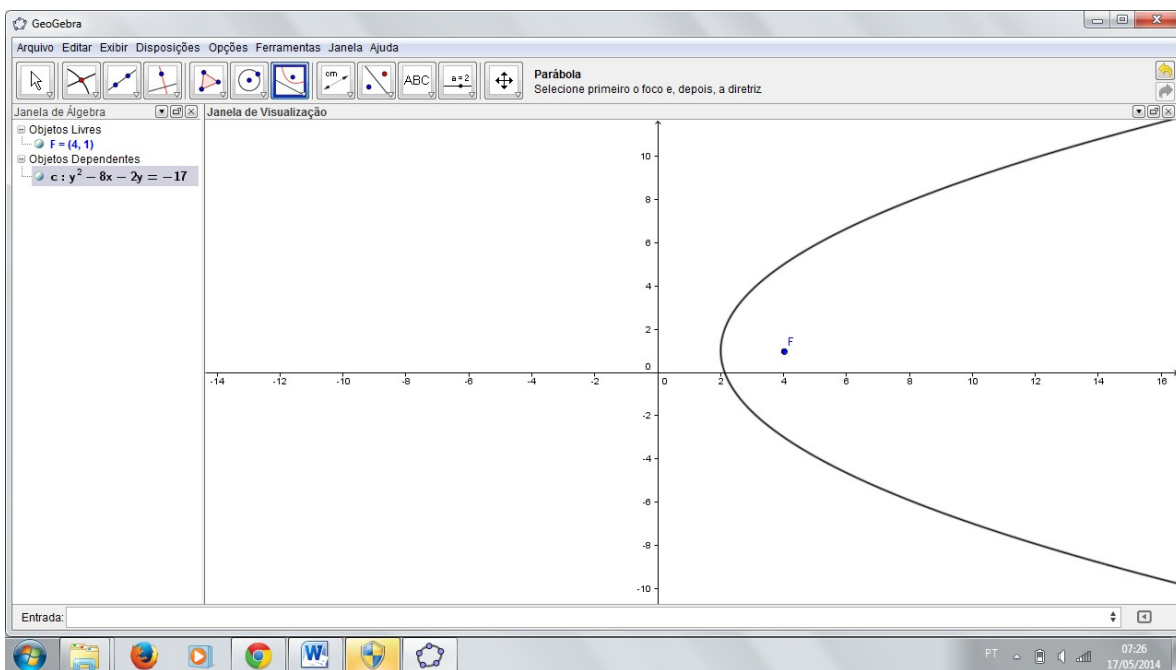 GeoGebra
Arquivo Editar Exibir Disposições Opções Ferramentas Janela Ajuda
cm
ABC
a=2
Parábola
Selecione primeiro o foco e, depois, a diretriz
Janela de Álgebra
Janela de Visualização
Objetos Livres
F = (4, 1)
Objetos Dependentes
c : y² − 8x − 2y = −17
10
8
6
4
2
0
-2
-4
-6
-8
-10
-14 -12 -10 -8 -6 -4 -2 0 2 4 6 8 10 12 14 16
F
Entrada:
W
PT
07:26
17/05/2014